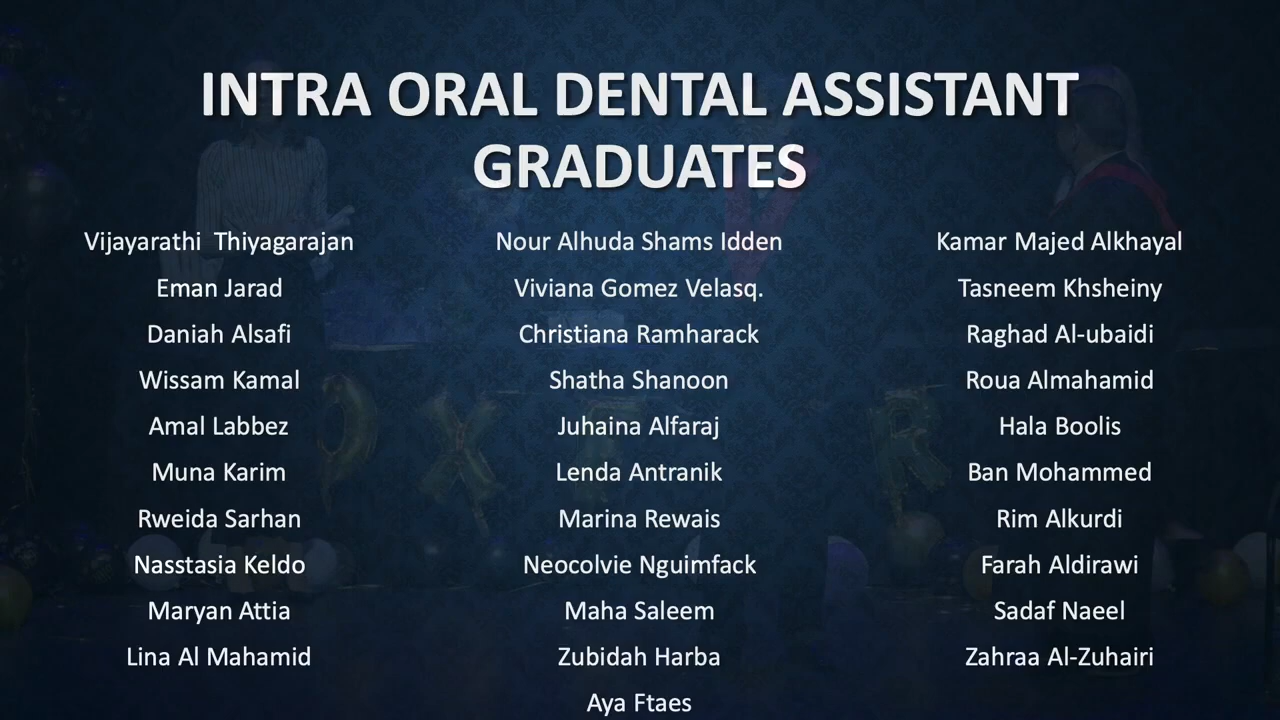 INTRA ORAL DENTAL ASSISTANT
GRADUATES
Vijayarathi Thiyagarajan
Eman Jarad
Daniah Alsafi
Wissam Kamal
Amal Labbez
Muna Karim
Rweida Sarhan
Nasstasia Keldo
Maryan Attia
Lina Al Mahamid
Nour Alhuda Shams Idden
Viviana Gomez Velasq.
Christiana Ramharack
Shatha Shanoon
Juhaina Alfaraj
Lenda Antranik
Marina Rewais
Neocolvie Nguimfack
Maha Saleem
Zubidah Harba
Aya Ftaes
Kamar Majed Alkhayal
Tasneem Khsheiny
Raghad Al-ubaidi
Roua Almahamid
Hala Boolis
Ban Mohammed
Rim Alkurdi
Farah Aldirawi
Sadaf Naeel
Zahraa Al-Zuhairi